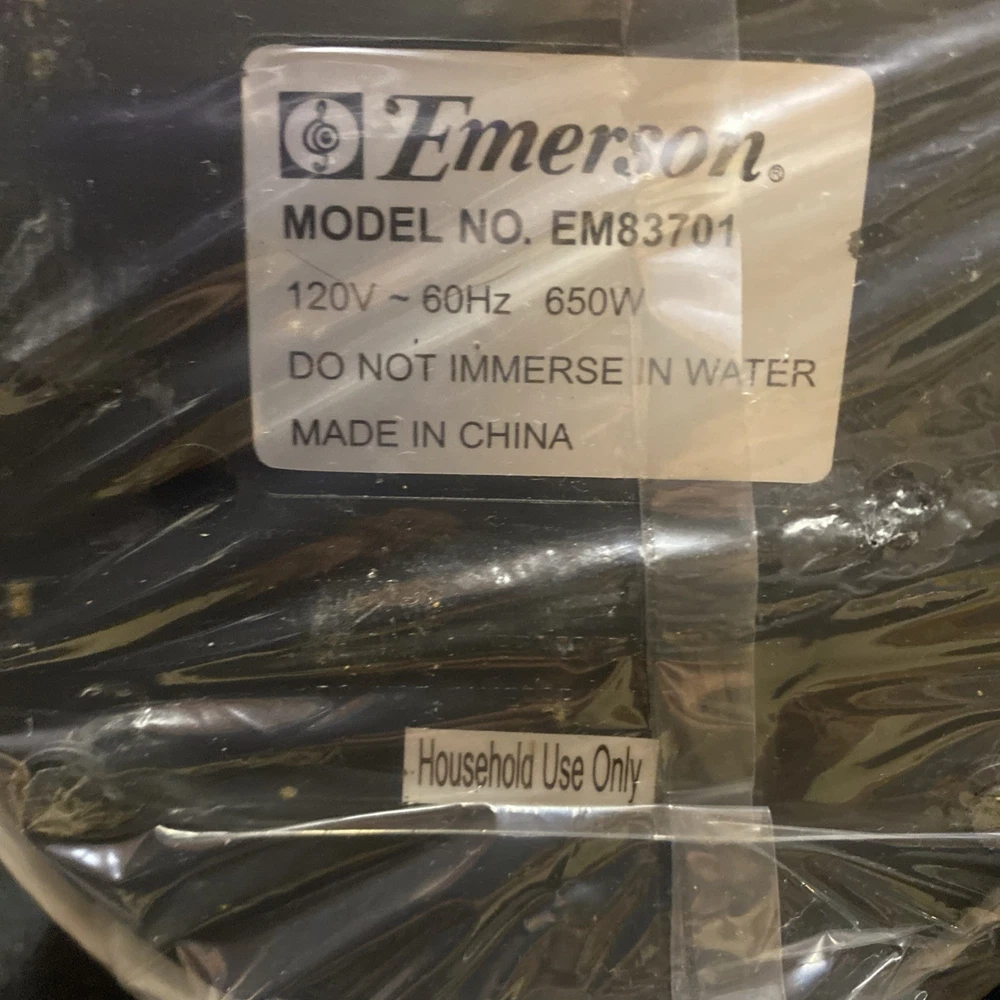 Emerson®
MODEL NO. EM83701
120V ~ 60Hz 650W
DO NOT IMMERSE IN WATER
MADE IN CHINA
Household Use Only